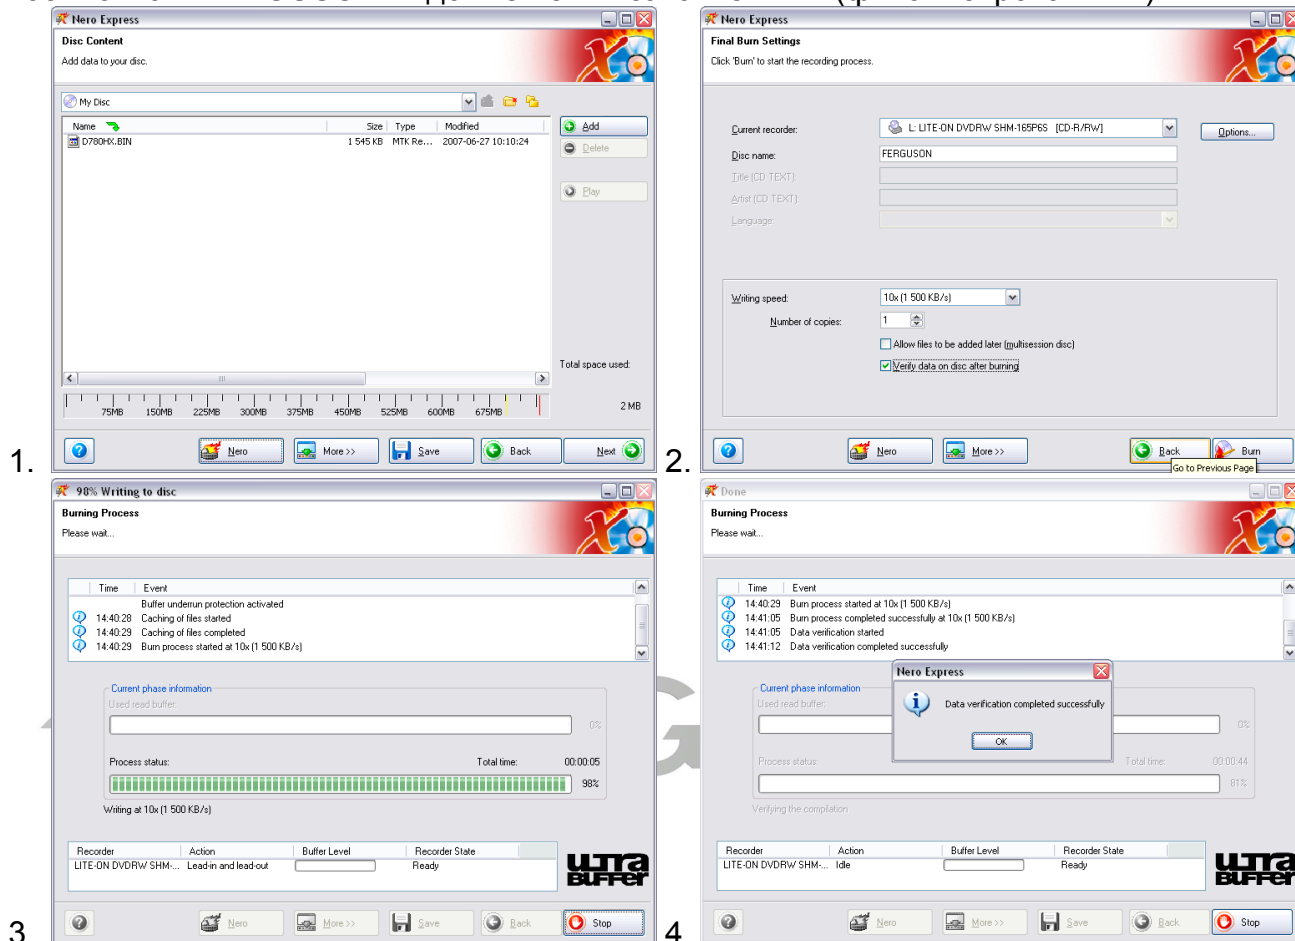 Nero Express
Disc Content
Add data to your disc.
My Disc
Name Size Type Modified
D780HX.BIN 1 545 KB MTK Re... 2007-06-27 10:10:24
Add
Delete
Play
Total space used:
75MB 150MB 225MB 300MB 375MB 450MB 525MB 600MB 675MB
2 MB
Nero More >> Save Back Next
1.
Nero Express
Final Burn Settings
Click 'Burn' to start the recording process.
Current recorder: L: LITE-ON DVDRW SHM-165P6S [CD-R/RW] Options...
Disc name: FERGUSON
Title (CD TEXT):
Artist (CD TEXT):
Language:
Writing speed: 10x (1 500 KB/s)
Number of copies: 1
Allow files to be added later (multisession disc)
Verify data on disc after burning
Nero More >> Back Burn
Go to Previous Page
2.
98% Writing to disc
Burning Process
Please wait...
Time Event
Buffer underrun protection activated
14:40:28 Caching of files started
14:40:29 Caching of files completed
14:40:29 Burn process started at 10x (1 500 KB/s)
Current phase information
Used read buffer:
0%
Process status: Total time: 00:00:05
98%
Writing at 10x (1 500 KB/s)
Recorder Action Buffer Level Recorder State
LITE-ON DVDRW SHM-... Lead-in and lead-out Ready
ULTRA
BUFFER
Nero More >> Save Back Stop
3.
Done
Burning Process
Please wait...
Time Event
14:40:29 Burn process started at 10x (1 500 KB/s)
14:41:05 Burn process completed successfully at 10x (1 500 KB/s)
14:41:05 Data verification started
14:41:12 Data verification completed successfully
Nero Express
Data verification completed successfully
OK
Current phase information
Used read buffer:
0%
Process status: Total time: 00:00:44
81%
Verifying the compilation
Recorder Action Buffer Level Recorder State
LITE-ON DVDRW SHM-... Idle Ready
ULTRA
BUFFER
Nero More >> Save Back Stop
4.